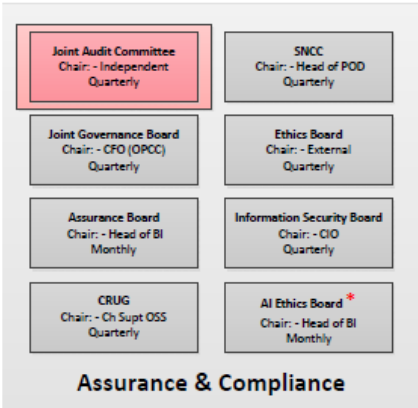 Joint Audit Committee
Chair: - Independent
Quarterly
SNCC
Chair: - Head of POD
Quarterly
Joint Governance Board
Chair: - CFO (OPCC)
Quarterly
Ethics Board
Chair: - External
Quarterly
Assurance Board
Chair: - Head of BI
Monthly
Information Security Board
Chair: - CIO
Quarterly
CRUG
Chair: - Ch Supt OSS
Quarterly
AI Ethics Board *
Chair: - Head of BI
Monthly
Assurance & Compliance